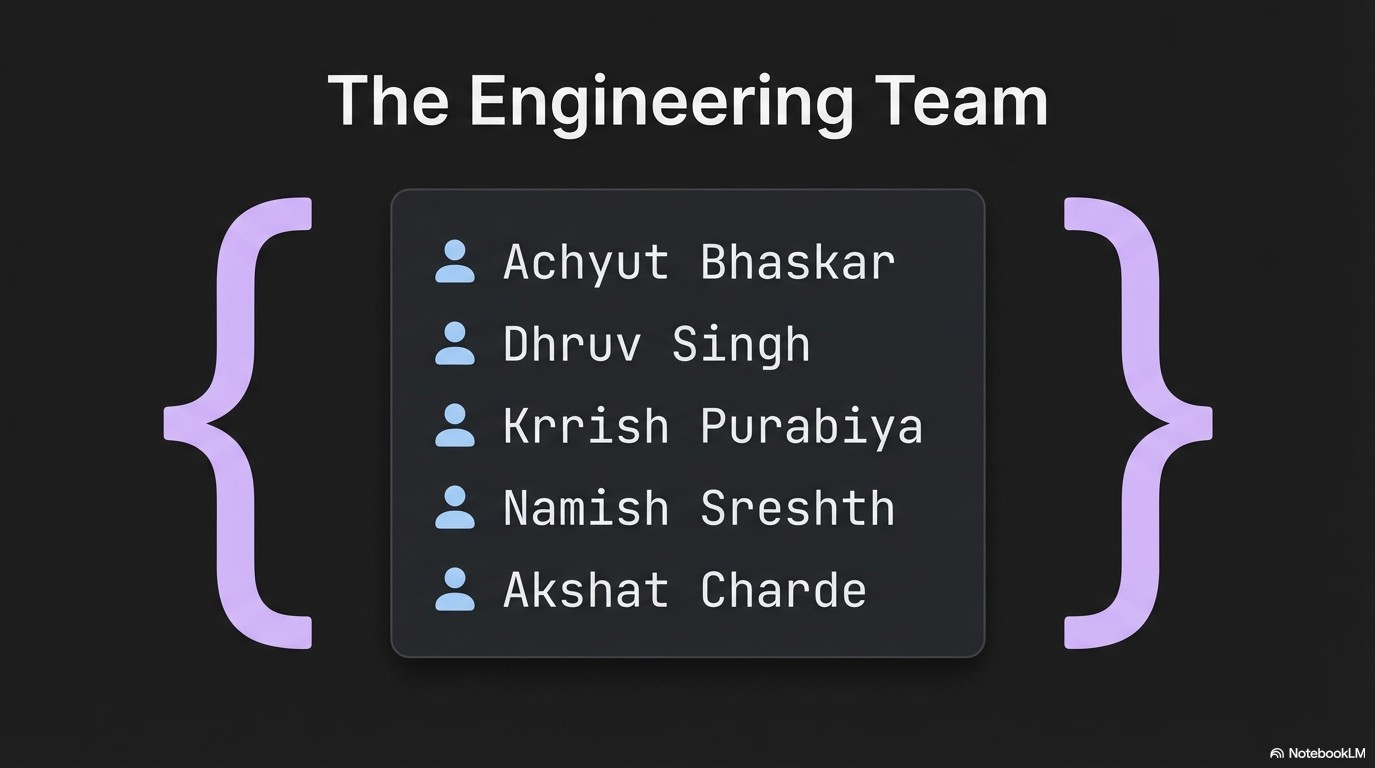 The Engineering Team
{
Achyut Bhaskar
Dhruv Singh
Krrish Purabiya
Namish Sreshth
Akshat Charde
}
NotebookLM